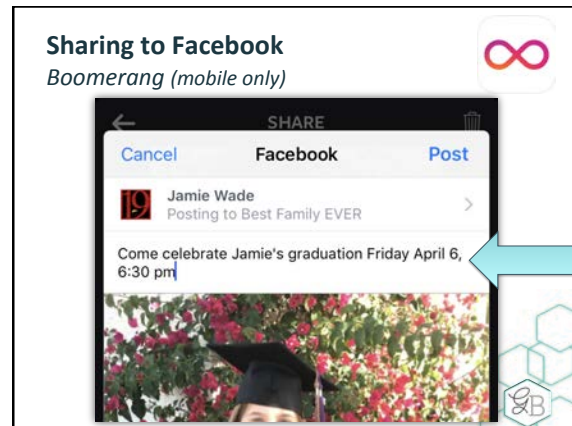 Sharing to Facebook
Boomerang (mobile only)
SHARE
Cancel Facebook Post
19
Jamie Wade
Posting to Best Family EVER
Come celebrate Jamie's graduation Friday April 6,
6:30 pm
GB